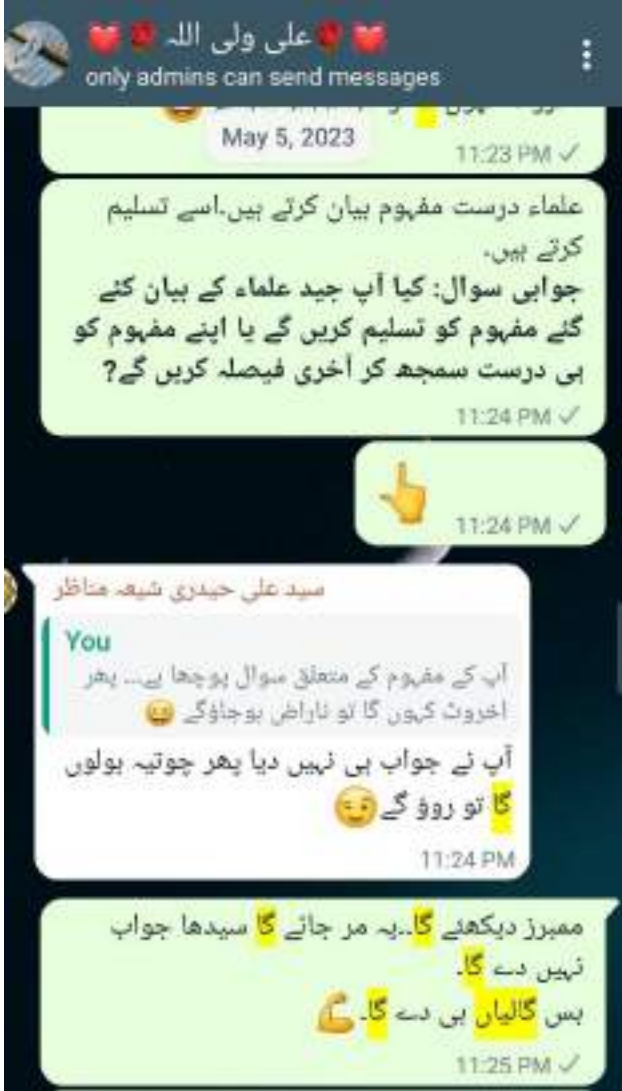 ❤️🌹علی ولی اللہ 🌹❤️
only admins can send messages
May 5, 2023
11:23 PM ✓
علماء درست مفہوم بیان کرتے ہیں.اسے تسلیم
کرتے ہیں۔
جوابی سوال: کیا آپ جید علماء کے بیان کئے
گئے مفہوم کو تسلیم کریں گے یا اپنے مفہوم کو
ہی درست سمجھ کر آخری فیصلہ کریں گے?
11:24 PM ✓
👆
11:24 PM ✓
سید علی حیدری شیعہ مناظر
You
آپ کے مفہوم کے متعلق سوال پوچھا ہے... پھر
اخروٹ کہوں گا تو ناراض ہوجاؤگے 😄
آپ نے جواب ہی نہیں دیا پھر چوتیہ بولوں
گا تو روؤ گے😉
11:24 PM
ممبرز دیکھئے گا..یہ مر جائے گا سیدھا جواب
نہیں دے گا۔
بس گالیاں ہی دے گا۔💪
11:25 PM ✓